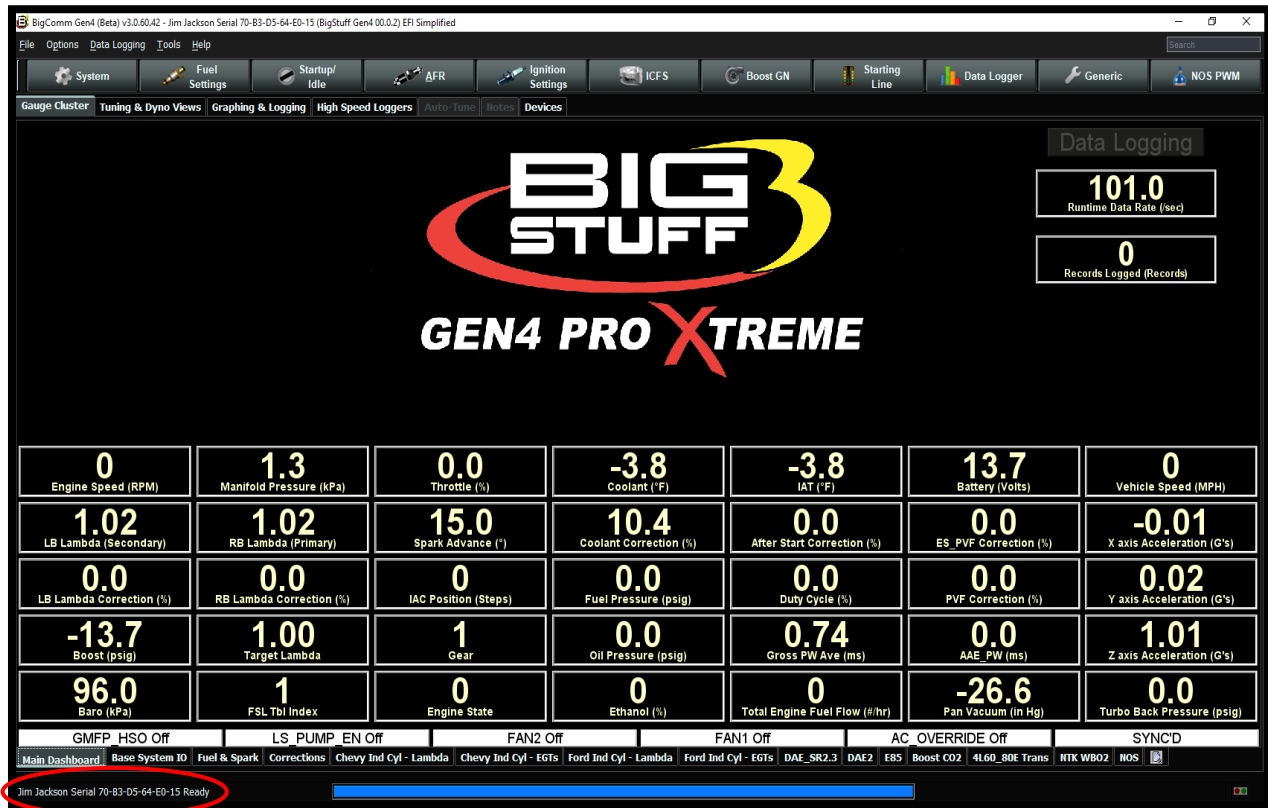 BigComm Gen4 (Beta) v3.0.60.42 - Jim Jackson Serial 70-B3-D5-64-E0-15 (BigStuff Gen4 00.0.2) EFI Simplified
File Options Data Logging Tools Help
Search
System
Fuel Settings
Startup/ Idle
AFR
Ignition Settings
ICFS
Boost GN
Starting Line
Data Logger
Generic
NOS PWM
Gauge Cluster Tuning & Dyno Views Graphing & Logging High Speed Loggers Auto-Tune Notes Devices
BIG 3
STUFF
GEN4 PRO XTREME
Data Logging
101.0
Runtime Data Rate (/sec)
0
Records Logged (Records)
0
Engine Speed (RPM)
1.3
Manifold Pressure (kPa)
0.0
Throttle (%)
-3.8
Coolant (°F)
-3.8
IAT (°F)
13.7
Battery (Volts)
0
Vehicle Speed (MPH)
1.02
LB Lambda (Secondary)
1.02
RB Lambda (Primary)
15.0
Spark Advance (°)
10.4
Coolant Correction (%)
0.0
After Start Correction (%)
0.0
ES_PVF Correction (%)
-0.01
X axis Acceleration (G's)
0.0
LB Lambda Correction (%)
0.0
RB Lambda Correction (%)
0
IAC Position (Steps)
0.0
Fuel Pressure (psig)
0.0
Duty Cycle (%)
0.0
PVF Correction (%)
0.02
Y axis Acceleration (G's)
-13.7
Boost (psig)
1.00
Target Lambda
1
Gear
0.0
Oil Pressure (psig)
0.74
Gross PW Ave (ms)
0.0
AAE_PW (ms)
1.01
Z axis Acceleration (G's)
96.0
Baro (kPa)
1
FSL Tbl Index
0
Engine State
0
Ethanol (%)
0
Total Engine Fuel Flow (#/hr)
-26.6
Pan Vacuum (in Hg)
0.0
Turbo Back Pressure (psig)
GMFP_HSO Off LS_PUMP_EN Off FAN2 Off FAN1 Off AC_OVERRIDE Off SYNC'D
Main Dashboard Base System IO Fuel & Spark Corrections Chevy Ind Cyl - Lambda Chevy Ind Cyl - EGTs Ford Ind Cyl - Lambda Ford Ind Cyl - EGTs DAE_SR2.3 DAE2 E85 Boost CO2 4L60_80E Trans NTK WBO2 NOS
Jim Jackson Serial 70-B3-D5-64-E0-15 Ready